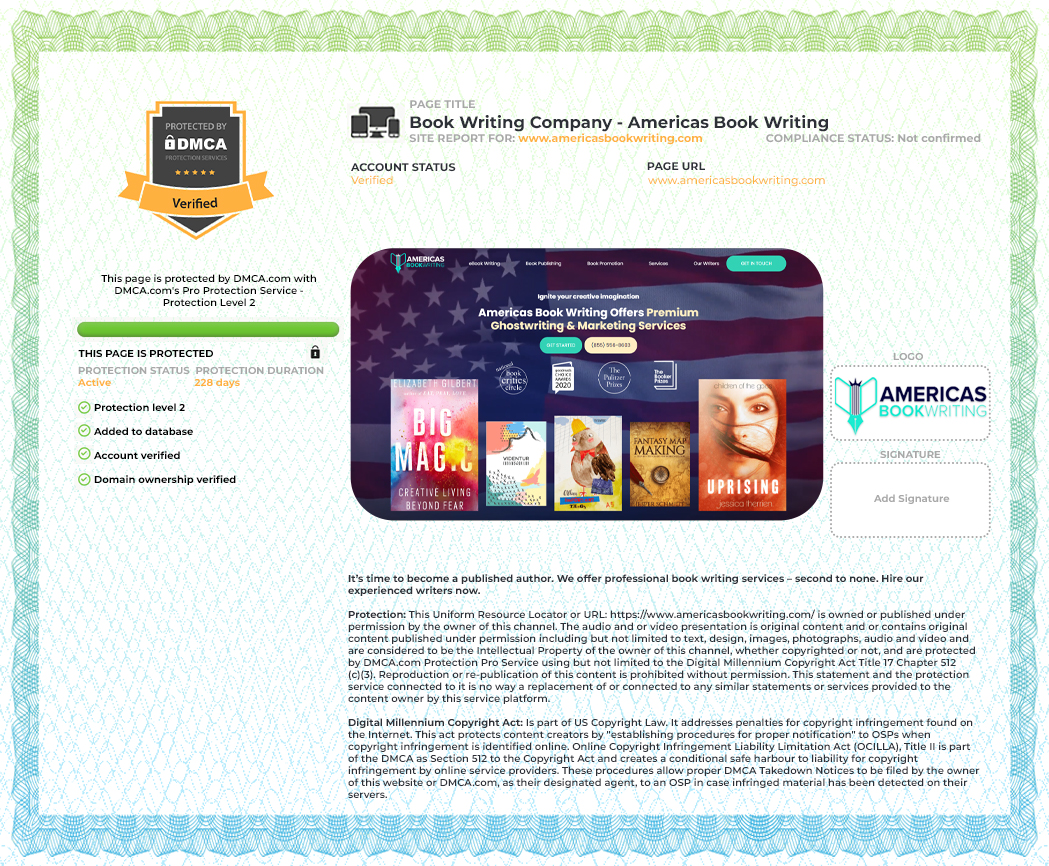 PROTECTED BY
DMCA
PROTECTION SERVICES
Verified
PAGE TITLE
Book Writing Company - Americas Book Writing
SITE REPORT FOR: www.americasbookwriting.com
COMPLIANCE STATUS: Not confirmed
ACCOUNT STATUS
Verified
PAGE URL
www.americasbookwriting.com
This page is protected by DMCA.com with
DMCA.com's Pro Protection Service -
Protection Level 2
THIS PAGE IS PROTECTED
PROTECTION STATUS PROTECTION DURATION
Active 228 days
Protection level 2
Added to database
Account verified
Domain ownership verified
AMERICAS
BOOKWRITING
eBook Writing Book Publishing Book Promotion Services Our Writers GET IN TOUCH
Ignite your creative imagination
Americas Book Writing Offers Premium
Ghostwriting & Marketing Services
GET STARTED
national
book
critics
circle
goodreads
CHOICE
AWARDS
2020
The
Pulitzer
Prizes
The
Booker
Prizes
ELIZABETH GILBERT
BIG
MAGIC
CREATIVE LIVING
BEYOND FEAR
VIDENTUR
FANTASY MAP
MAKING
children of the gods
UPRISING
jessica therrien
LOGO
AMERICAS
BOOKWRITING
SIGNATURE
Add Signature
It's time to become a published author. We offer professional book writing services – second to none. Hire our
experienced writers now.
Protection: This Uniform Resource Locator or URL: https://www.americasbookwriting.com/ is owned or published under
permission by the owner of this channel. The audio and or video presentation is original content and or contains original
content published under permission including but not limited to text, design, images, photographs, audio and video and
are considered to be the Intellectual Property of the owner of this channel, whether copyrighted or not, and are protected
by DMCA.com Protection Pro Service using but not limited to the Digital Millennium Copyright Act Title 17 Chapter 512
(c)(3). Reproduction or re-publication of this content is prohibited without permission. This statement and the protection
service connected to it is no way a replacement of or connected to any similar statements or services provided to the
content owner by this service platform.
Digital Millennium Copyright Act: Is part of US Copyright Law. It addresses penalties for copyright infringement found on
the Internet. This act protects content creators by "establishing procedures for proper notification" to OSPs when
copyright infringement is identified online. Online Copyright Infringement Liability Limitation Act (OCILLA), Title II is part
of the DMCA as Section 512 to the Copyright Act and creates a conditional safe harbour to liability for copyright
infringement by online service providers. These procedures allow proper DMCA Takedown Notices to be filed by the owner
of this website or DMCA.com, as their designated agent, to an OSP in case infringed material has been detected on their
servers.